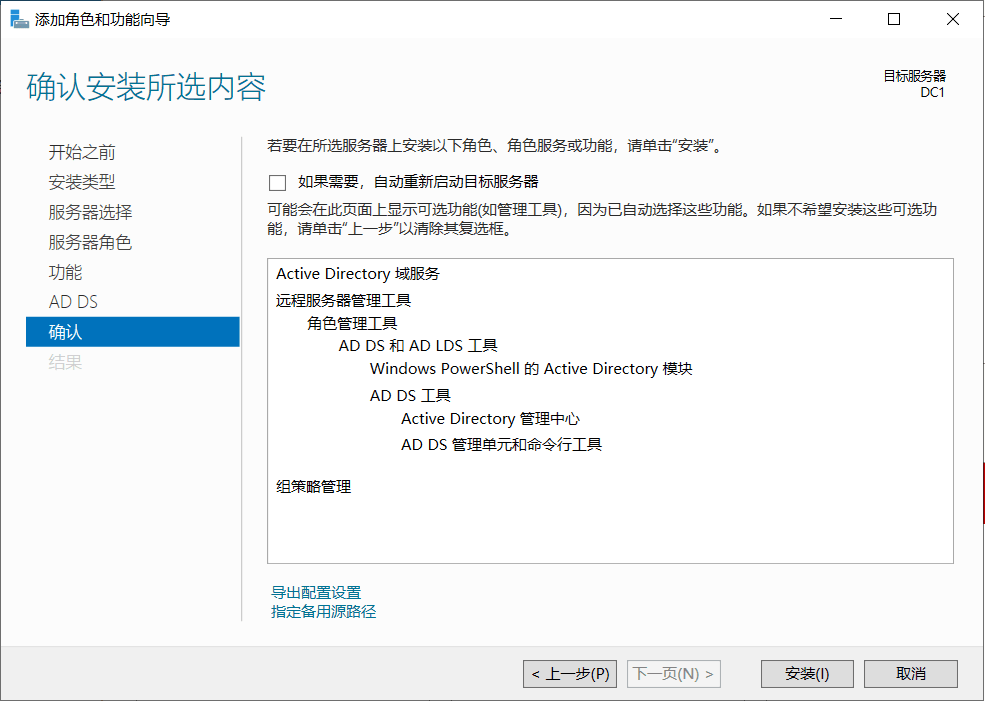 添加角色和功能向导
确认安装所选内容
目标服务器
DC1
开始之前
安装类型
服务器选择
服务器角色
功能
AD DS
确认
结果
若要在所选服务器上安装以下角色、角色服务或功能，请单击“安装”。
如果需要，自动重新启动目标服务器
可能会在此页面上显示可选功能(如管理工具)，因为已自动选择这些功能。如果不希望安装这些可选功
能，请单击“上一步”以清除其复选框。
Active Directory 域服务
远程服务器管理工具
角色管理工具
AD DS 和 AD LDS 工具
Windows PowerShell 的 Active Directory 模块
AD DS 工具
Active Directory 管理中心
AD DS 管理单元和命令行工具
组策略管理
导出配置设置
指定备用源路径
< 上一步(P)
下一页(N) >
安装(I)
取消